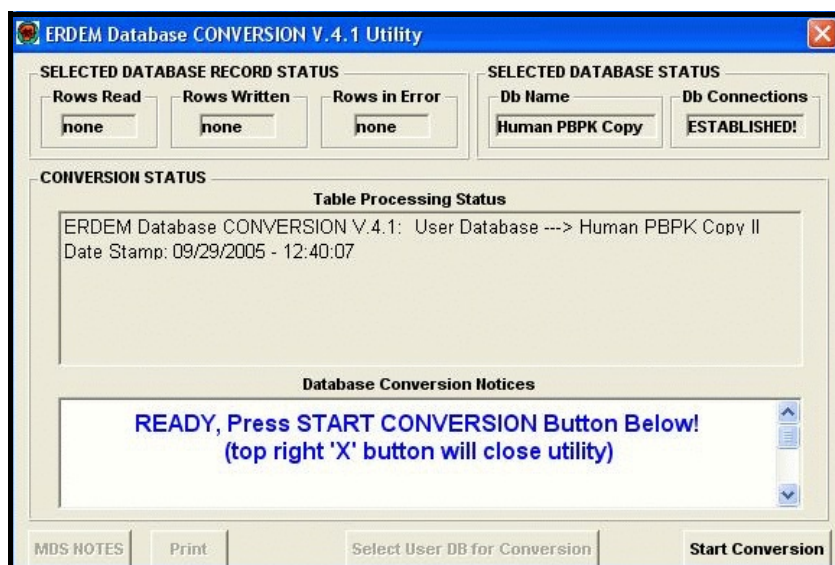 ERDEM Database CONVERSION V.4.1 Utility
SELECTED DATABASE RECORD STATUS
SELECTED DATABASE STATUS
Rows Read
Rows Written
Rows in Error
Db Name
Db Connections
none
none
none
Human PBPK Copy
ESTABLISHED!
CONVERSION STATUS
Table Processing Status
ERDEM Database CONVERSION V.4.1: User Database ---> Human PBPK Copy II
Date Stamp: 09/29/2005 - 12:40:07
Database Conversion Notices
READY, Press START CONVERSION Button Below!
(top right 'X' button will close utility)
MDS NOTES
Print
Select User DB for Conversion
Start Conversion